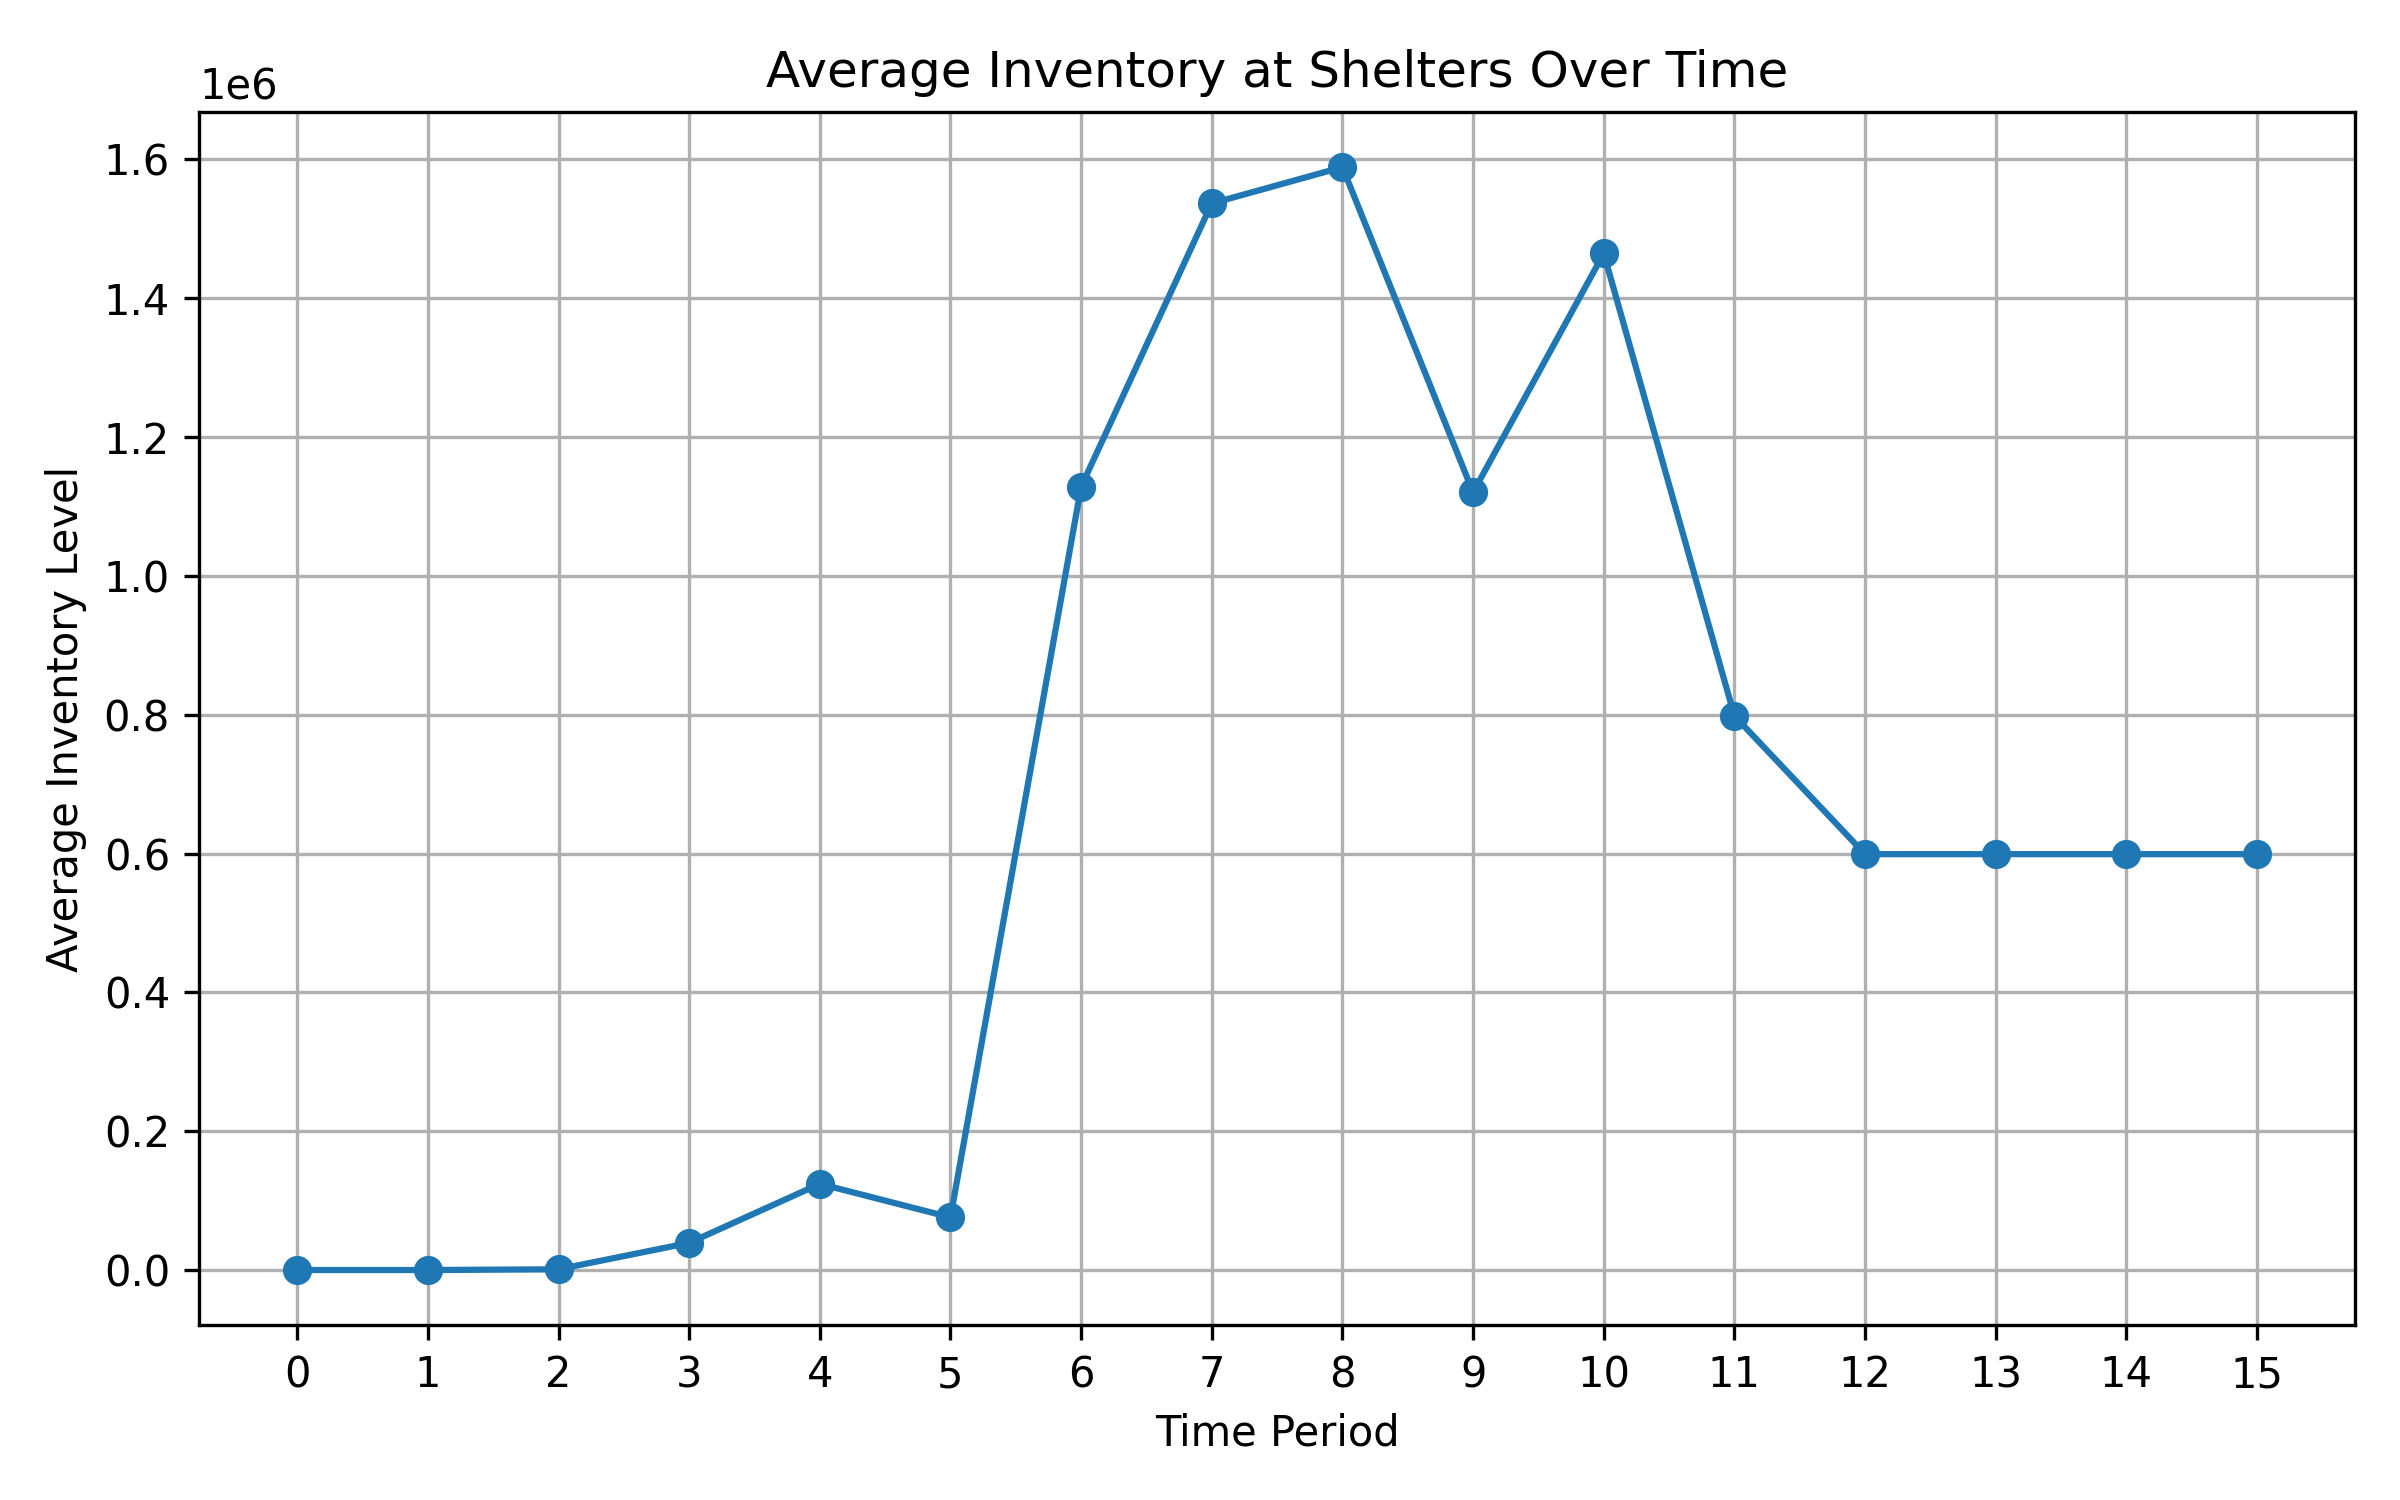 Average Inventory at Shelters Over Time
1e6
1.6
1.4
1.2
1.0
0.8
0.6
0.4
0.2
0.0
Average Inventory Level
0 1 2 3 4 5 6 7 8 9 10 11 12 13 14 15
Time Period